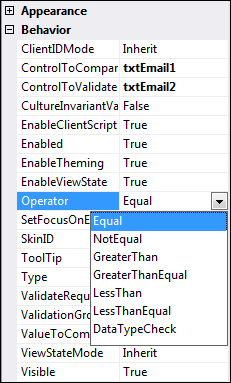 Appearance
Behavior
ClientIDMode Inherit
ControlToCompar txtEmail1
ControlToValidate txtEmail2
CultureInvariantVa False
EnableClientScript True
Enabled True
EnableTheming True
EnableViewState True
Operator Equal
SetFocusOnE Equal
SkinID NotEqual
ToolTip GreaterThan
Type GreaterThanEqual
ValidateRequ LessThan
ValidationGro LessThanEqual
ValueToCom DataTypeCheck
ViewStateMode Inherit
Visible True